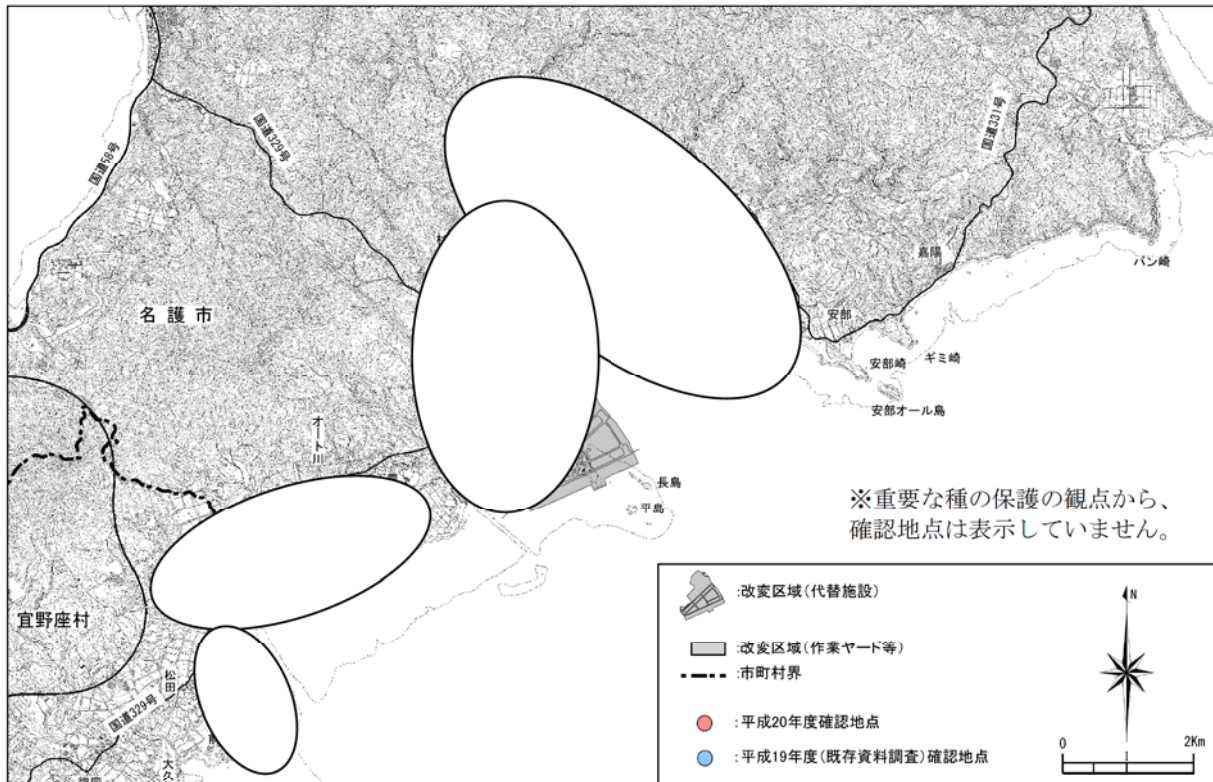 国道58号
国道329号
国道331号
嘉陽
バン崎
名護市
安部
安部崎
ギミ崎
安部オール島
オート川
長島
平島
※重要な種の保護の観点から、
確認地点は表示していません。
宜野座村
松田
国道329号
大久
:改変区域(代替施設)
:改変区域(作業ヤード等)
:市町村界
:平成20年度確認地点
:平成19年度(既存資料調査)確認地点
N
0 1 2Km